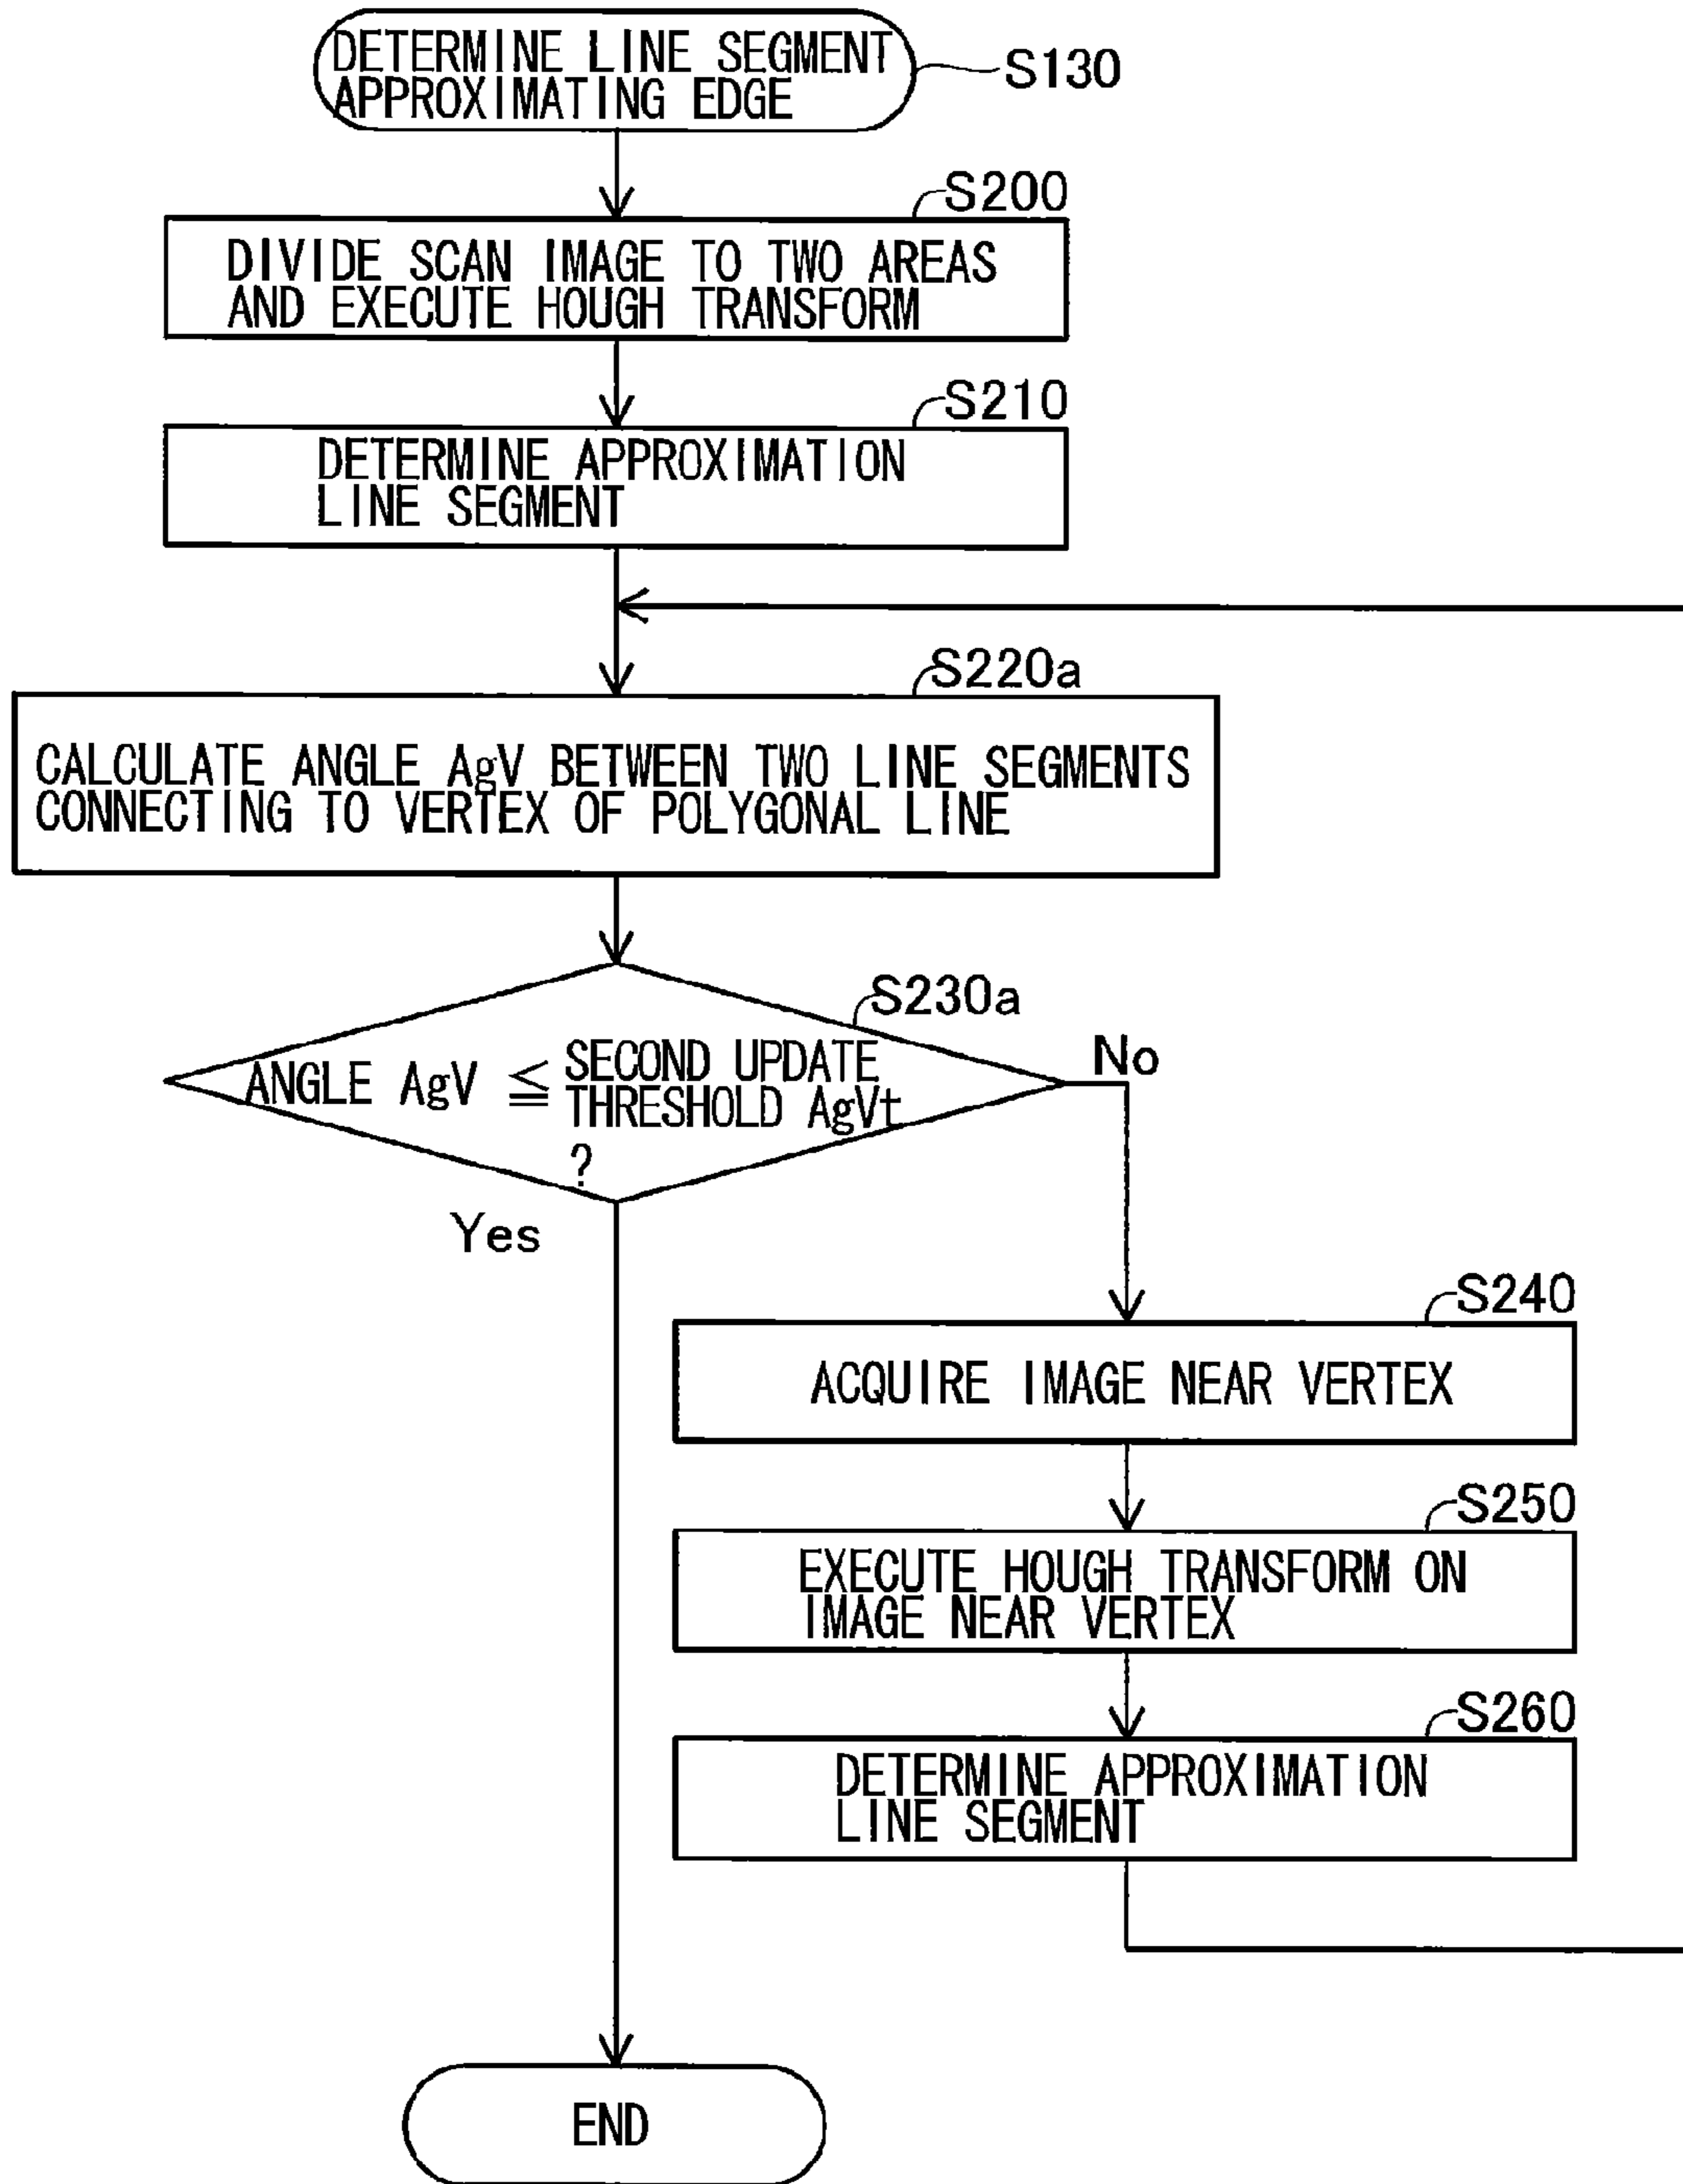 DETERMINE LINE SEGMENT
APPROXIMATING EDGE
S130
S200
DIVIDE SCAN IMAGE TO TWO AREAS
AND EXECUTE HOUGH TRANSFORM
S210
DETERMINE APPROXIMATION
LINE SEGMENT
S220a
CALCULATE ANGLE AgV BETWEEN TWO LINE SEGMENTS
CONNECTING TO VERTEX OF POLYGONAL LINE
S230a
ANGLE AgV ≦ SECOND UPDATE
THRESHOLD AgVt
?
No
Yes
S240
ACQUIRE IMAGE NEAR VERTEX
S250
EXECUTE HOUGH TRANSFORM ON
IMAGE NEAR VERTEX
S260
DETERMINE APPROXIMATION
LINE SEGMENT
END